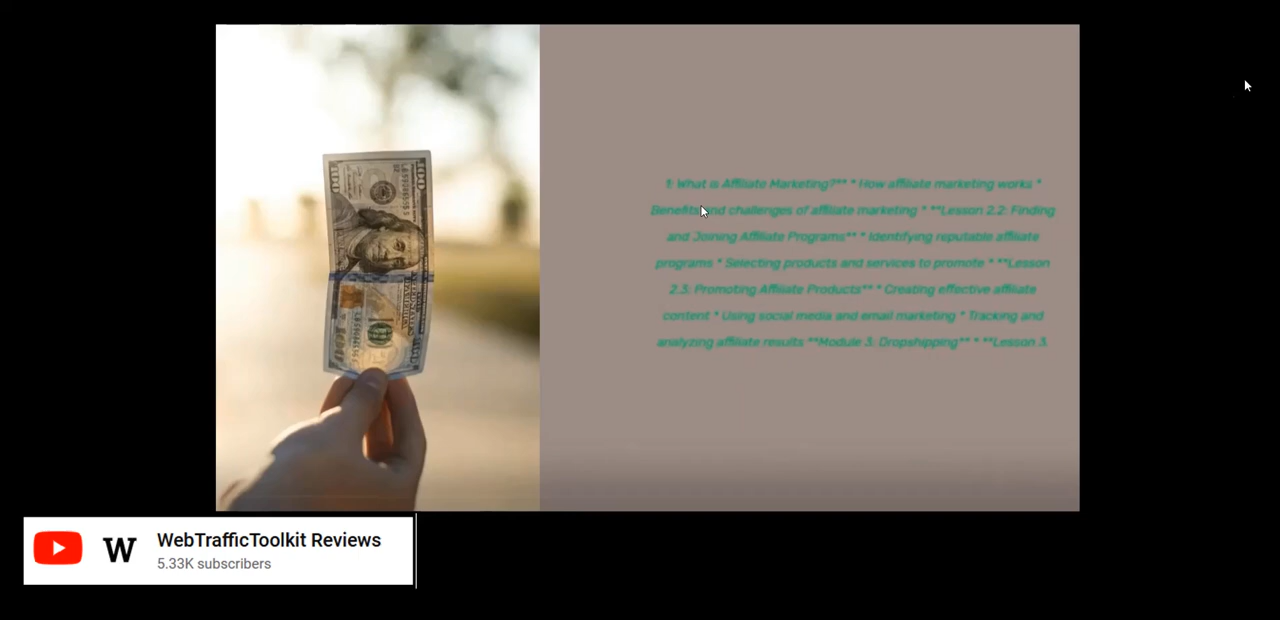 1: What is Affiliate Marketing?** * How affiliate marketing works *
Benefits and challenges of affiliate marketing * **Lesson 2.2: Finding
and Joining Affiliate Programs** * Identifying reputable affiliate
programs * Selecting products and services to promote * **Lesson
2.3: Promoting Affiliate Products** * Creating effective affiliate
content * Using social media and email marketing * Tracking and
analyzing affiliate results **Module 3: Dropshipping** * **Lesson 3.
100
100
100
W
WebTrafficToolkit Reviews
5.33K subscribers